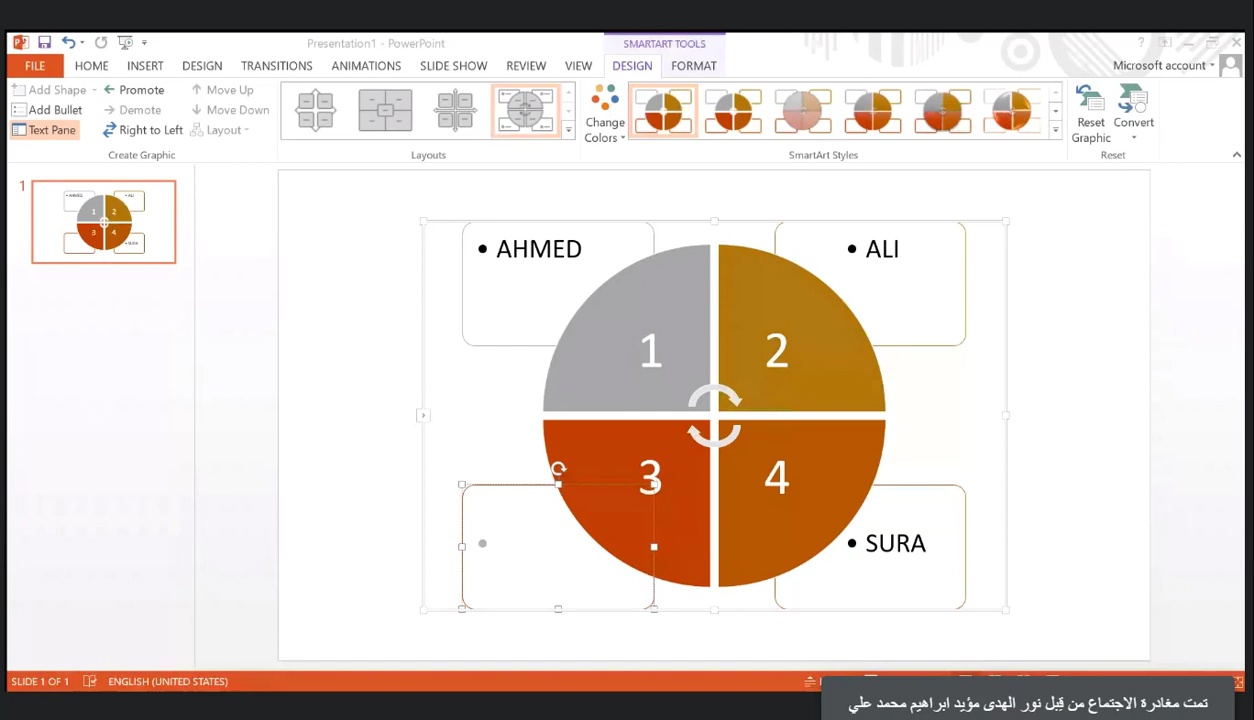 Presentation1 - PowerPoint
SMARTART TOOLS
?
FILE
HOME
INSERT
DESIGN
TRANSITIONS
ANIMATIONS
SLIDE SHOW
REVIEW
VIEW
DESIGN
FORMAT
Microsoft account
Add Shape
Promote
Move Up
Add Bullet
Demote
Move Down
Text Pane
Right to Left
Layout
Create Graphic
Layouts
Change
Colors
SmartArt Styles
Reset
Graphic
Convert
Reset
1
• AHMED
• ALI
1
2
3
4
• SURA
SLIDE 1 OF 1
ENGLISH (UNITED STATES)
تمت مغادرة الاجتماع من قِبل نور الهدى مؤيد ابراهيم محمد علي